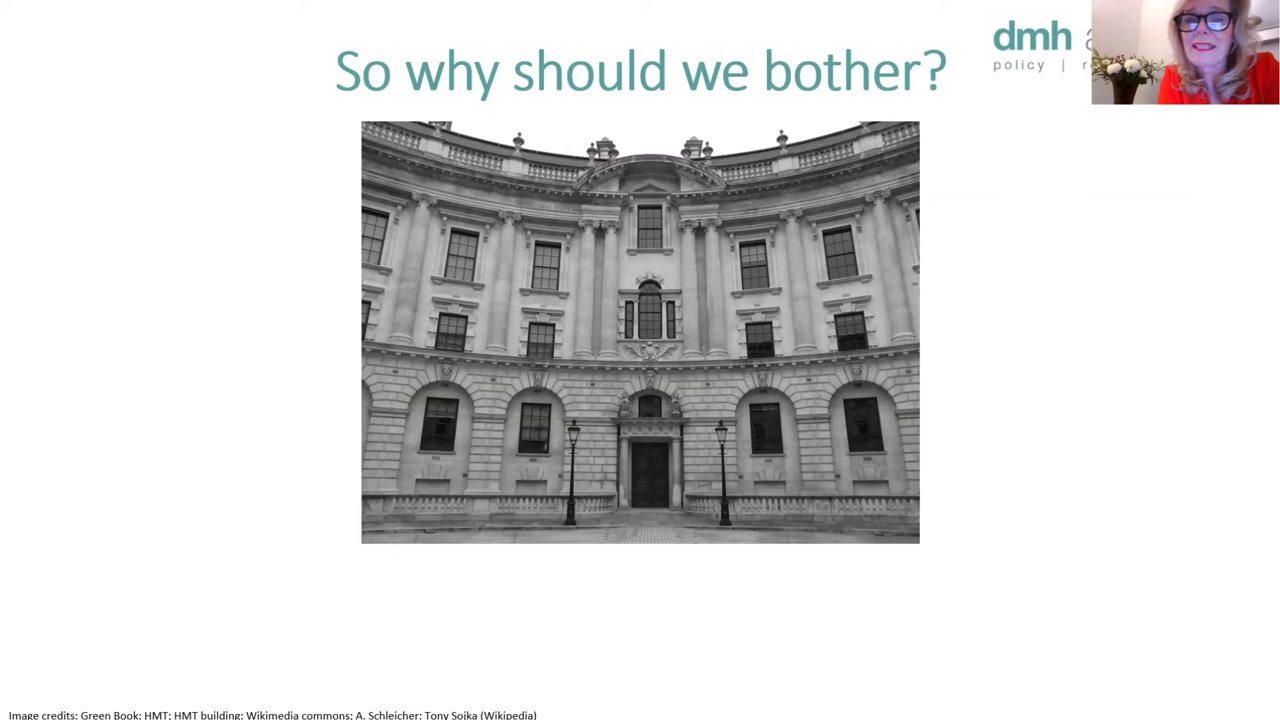 So why should we bother?
dmh
policy |
Image credits: Green Book: HMT; HMT building: Wikimedia commons; A. Schleicher: Tony Sojka (Wikipedia)